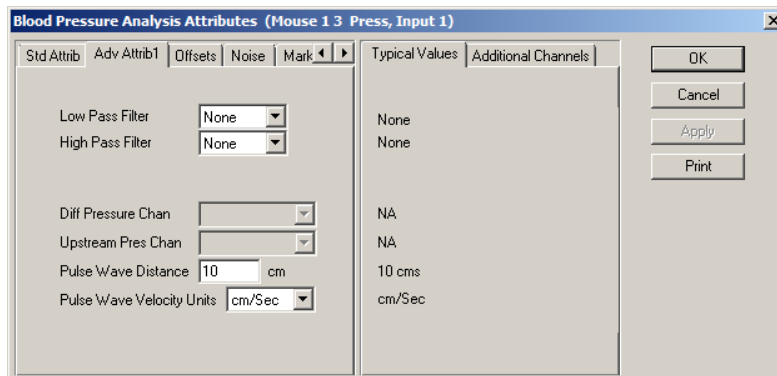 Blood Pressure Analysis Attributes (Mouse 1 3 Press, Input 1)
Std Attrib Adv Attrib1 Offsets Noise Mark Typical Values Additional Channels OK
Cancel
Low Pass Filter None None
High Pass Filter None None
Apply
Print
Diff Pressure Chan NA
Upstream Pres Chan NA
Pulse Wave Distance 10 cm 10 cms
Pulse Wave Velocity Units cm/Sec cm/Sec